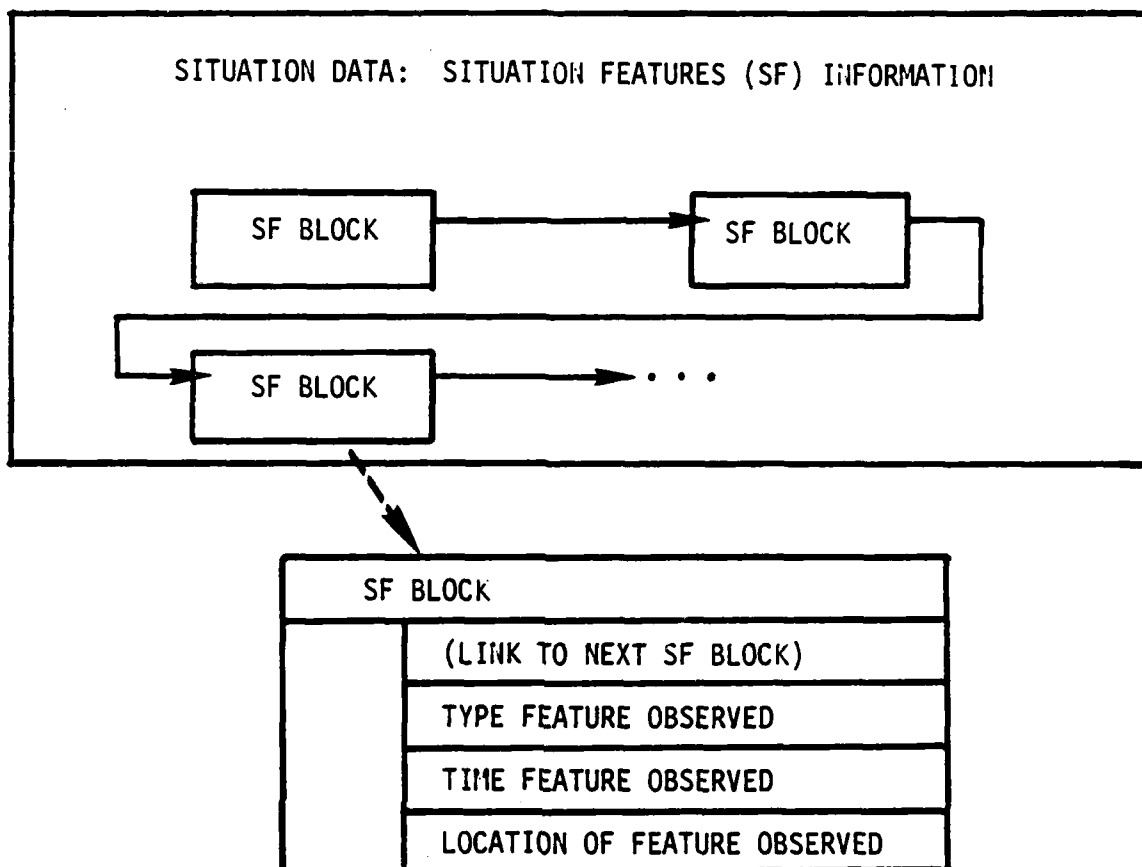 SITUATION DATA: SITUATION FEATURES (SF) INFORMATION
SF BLOCK
SF BLOCK
SF BLOCK
. . .
SF BLOCK
(LINK TO NEXT SF BLOCK)
TYPE FEATURE OBSERVED
TIME FEATURE OBSERVED
LOCATION OF FEATURE OBSERVED